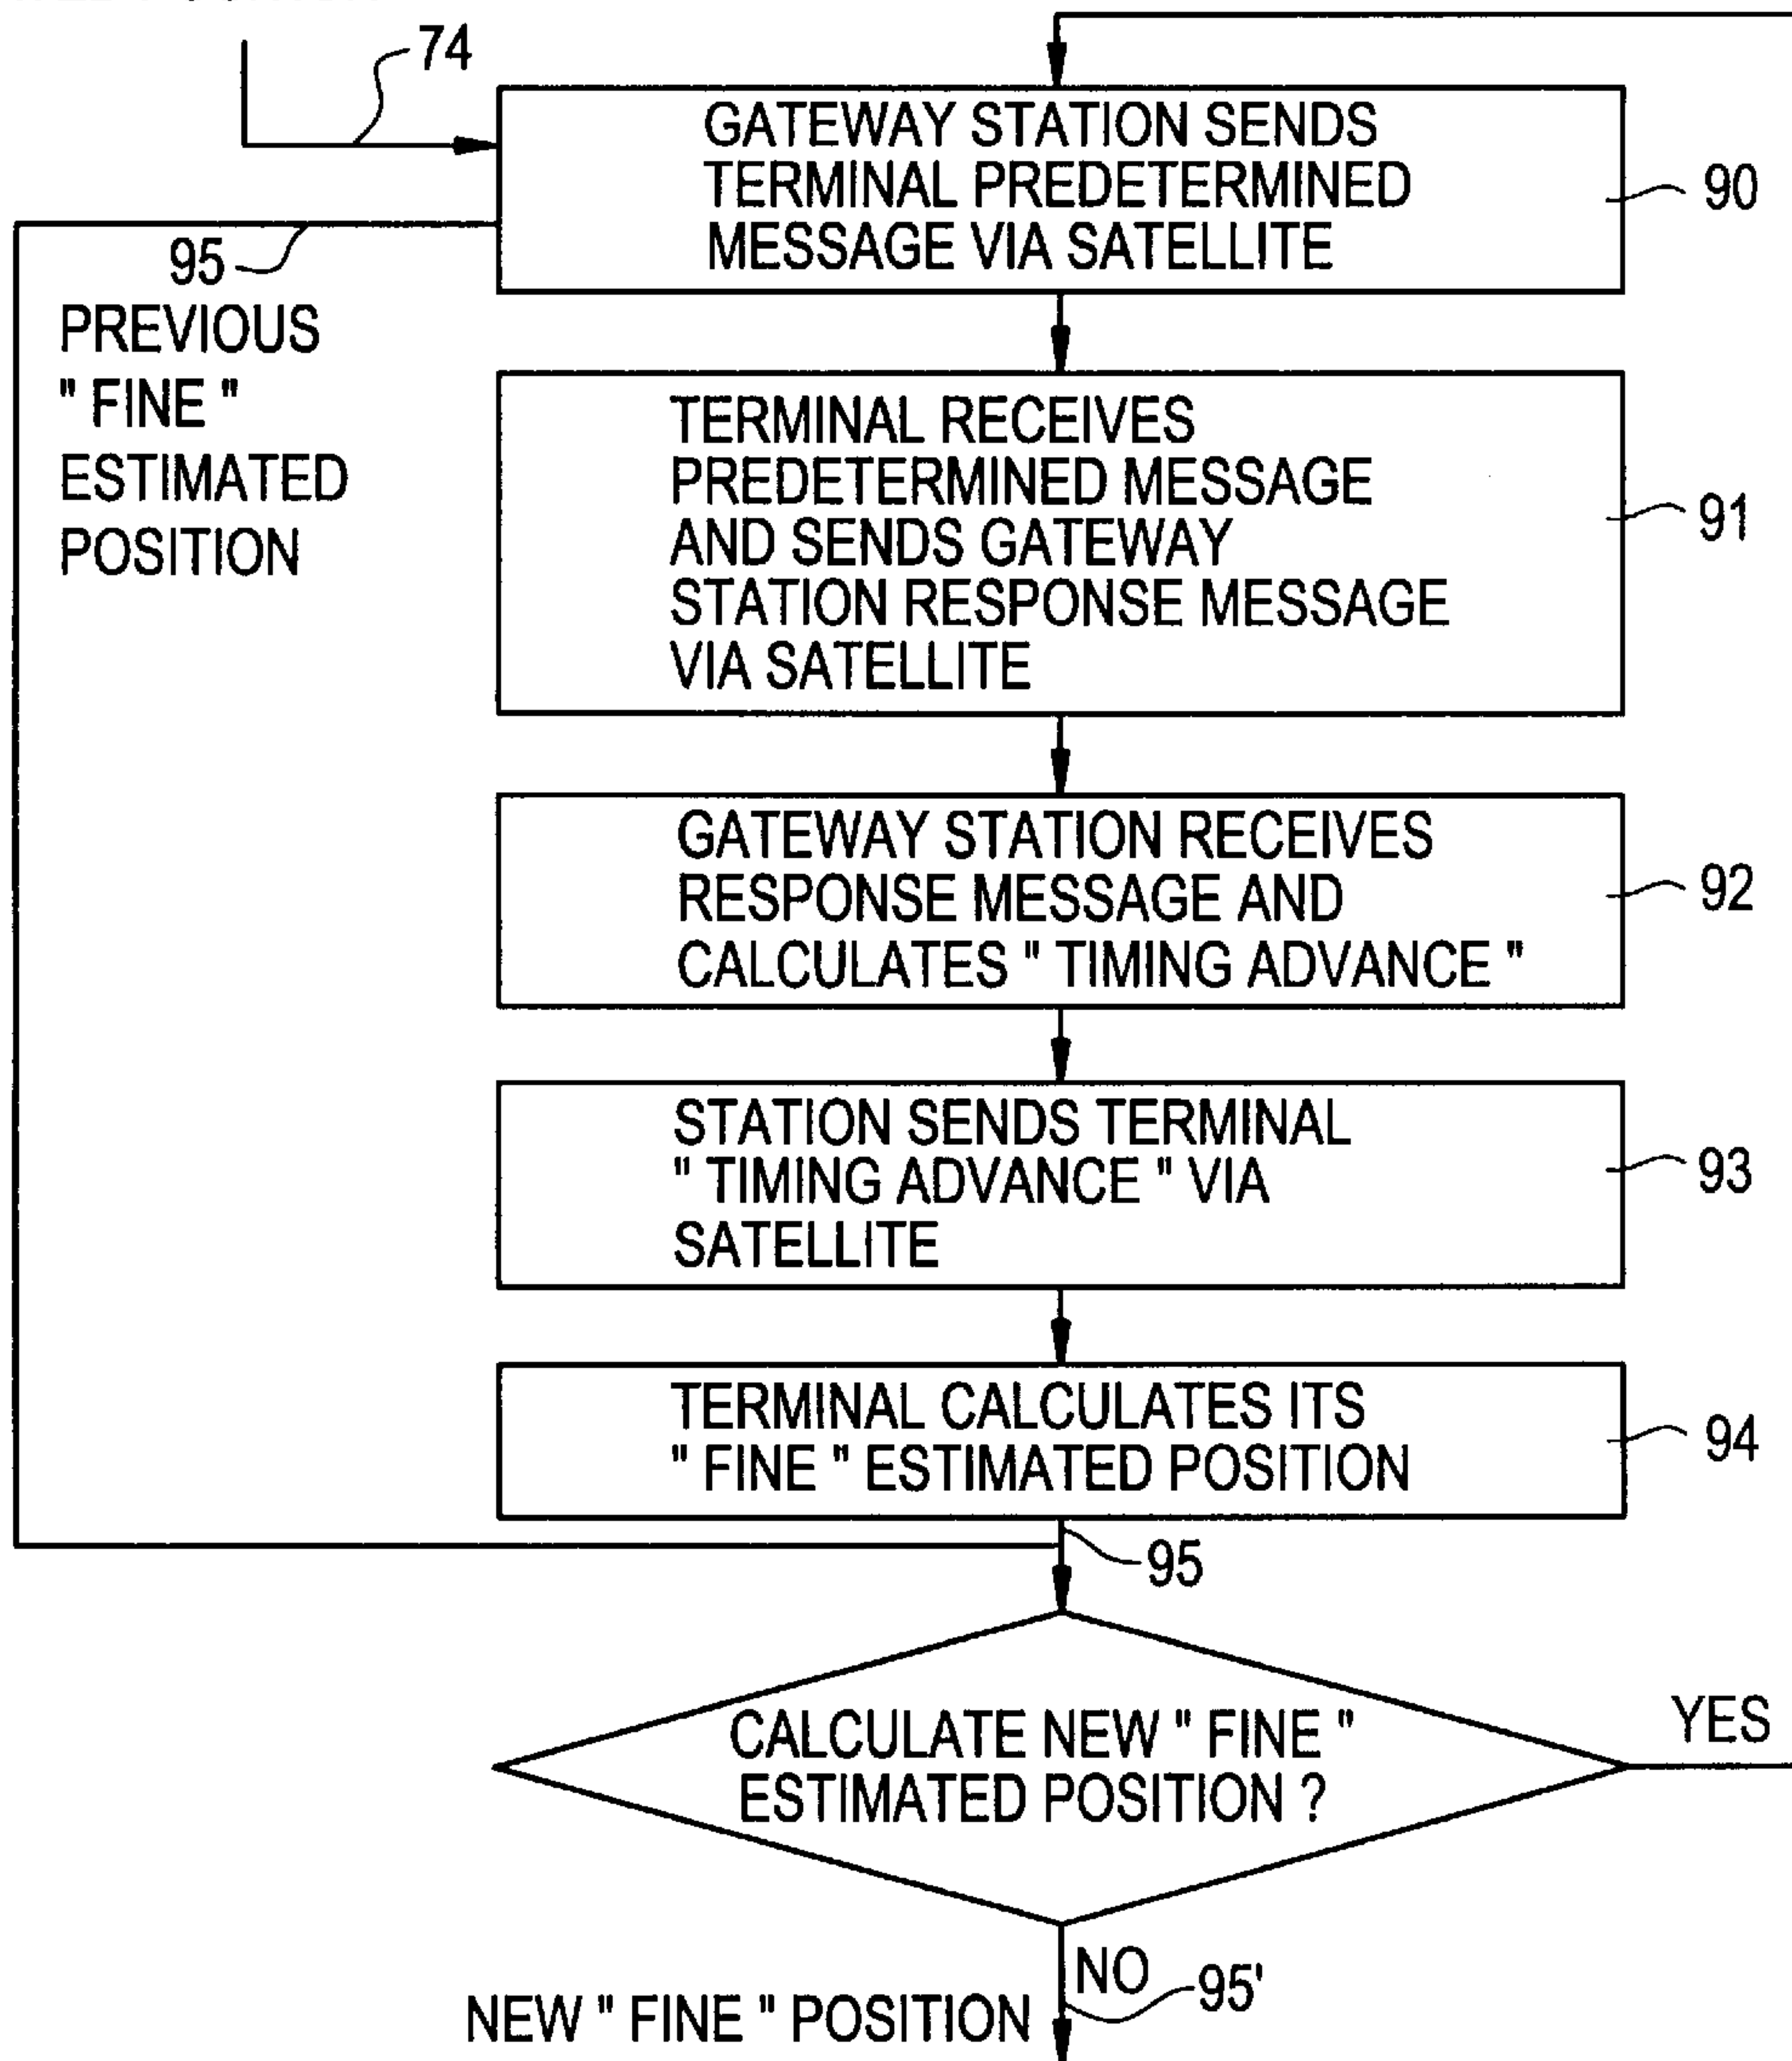 74
GATEWAY STATION SENDS
TERMINAL PREDETERMINED
MESSAGE VIA SATELLITE
90
95
PREVIOUS
" FINE "
ESTIMATED
POSITION
TERMINAL RECEIVES
PREDETERMINED MESSAGE
AND SENDS GATEWAY
STATION RESPONSE MESSAGE
VIA SATELLITE
91
GATEWAY STATION RECEIVES
RESPONSE MESSAGE AND
CALCULATES " TIMING ADVANCE "
92
STATION SENDS TERMINAL
" TIMING ADVANCE " VIA
SATELLITE
93
TERMINAL CALCULATES ITS
" FINE " ESTIMATED POSITION
94
95
CALCULATE NEW " FINE "
ESTIMATED POSITION ?
YES
NO
95'
NEW " FINE " POSITION